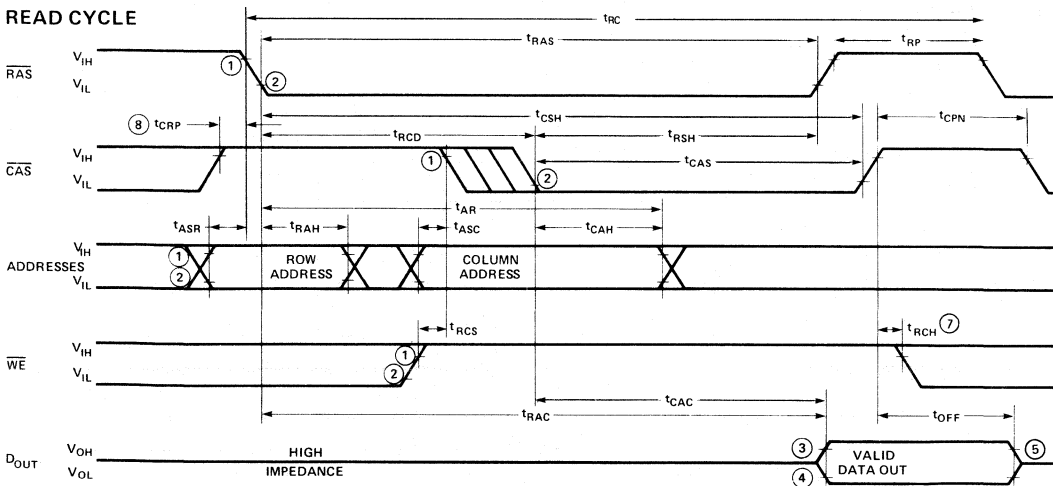 READ CYCLE
tRC
tRAS
tRP
RAS
VIH
VIL
1
2
8 tCRP
tCSH
tCPN
tRCD
tRSH
CAS
VIH
VIL
1
2
tCAS
tAR
tASR
tRAH
tASC
tCAH
ADDRESSES
VIH
VIL
1
2
ROW
ADDRESS
COLUMN
ADDRESS
tRCS
tRCH 7
WE
VIH
VIL
1
2
tCAC
tRAC
tOFF
DOUT
VOH
VOL
HIGH
IMPEDANCE
3
4
VALID
DATA OUT
5